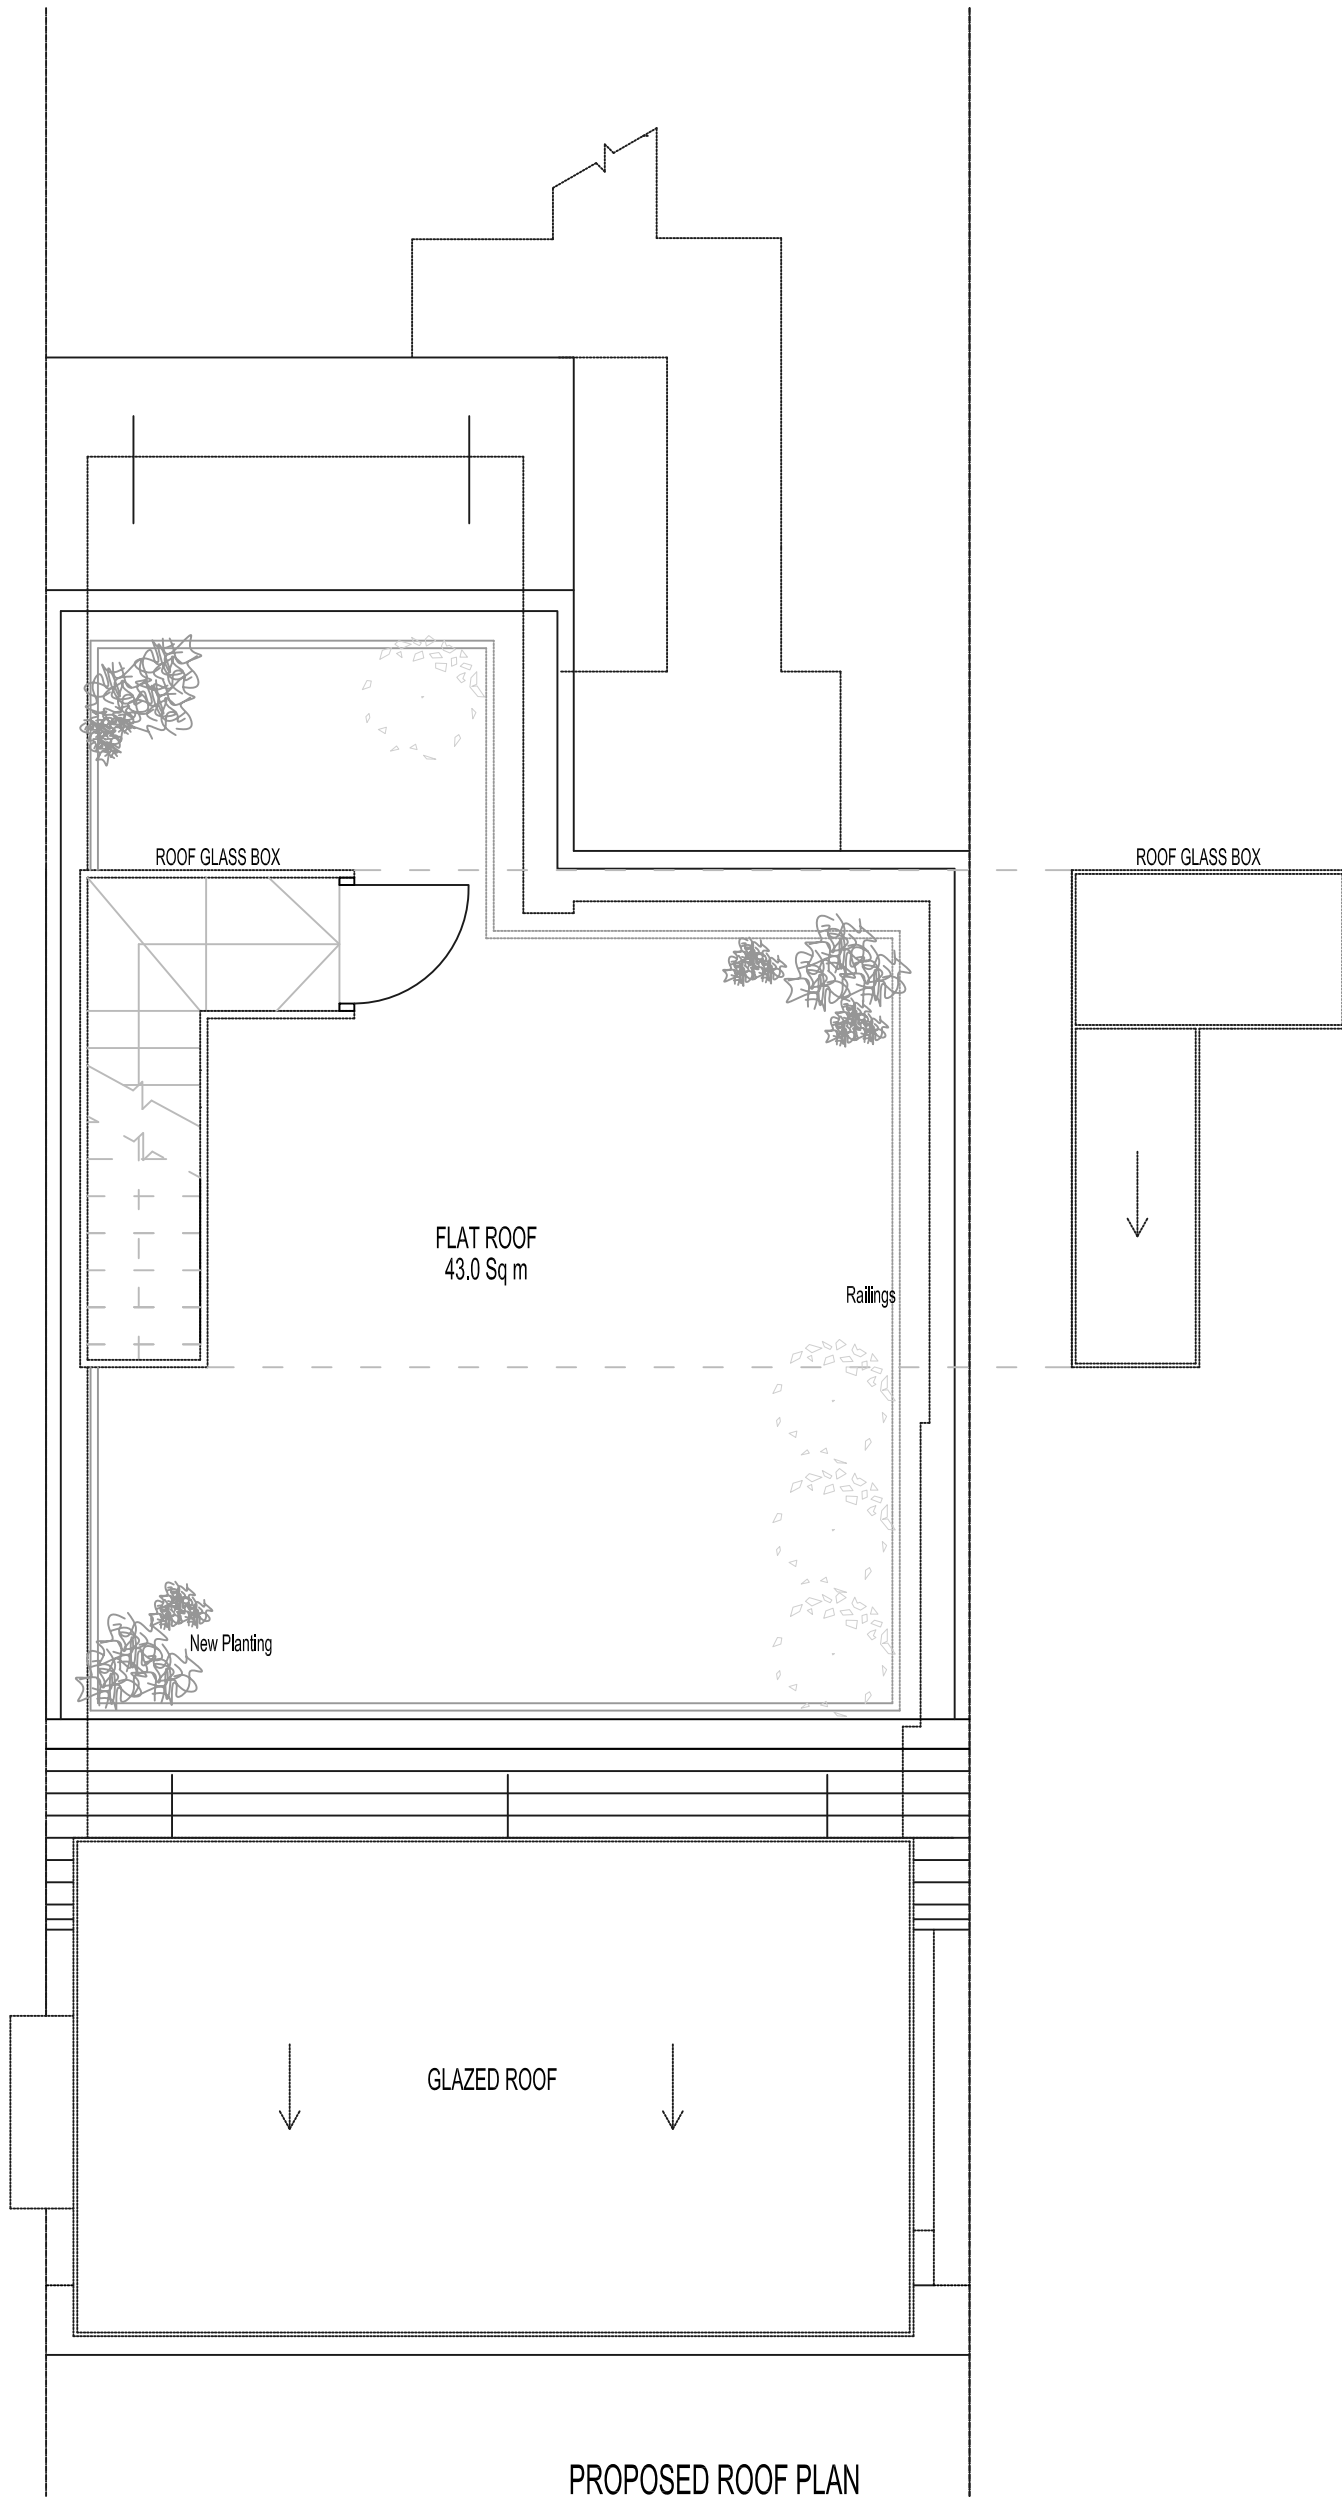 ROOF GLASS BOX
ROOF GLASS BOX
FLAT ROOF
43.0 Sq m
Railings
New Planting
GLAZED ROOF
PROPOSED ROOF PLAN